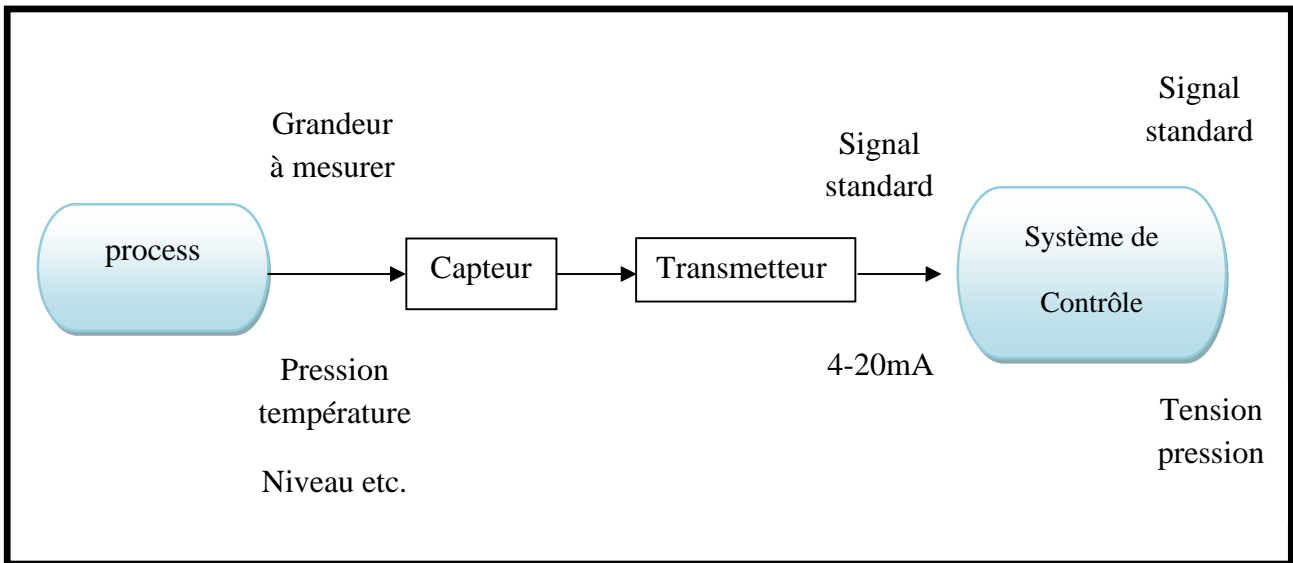 Grandeur
à mesurer
process
Pression
température
Niveau etc.
Capteur
Transmetteur
Signal
standard
4-20mA
Système de
Contrôle
Signal
standard
Tension
pression